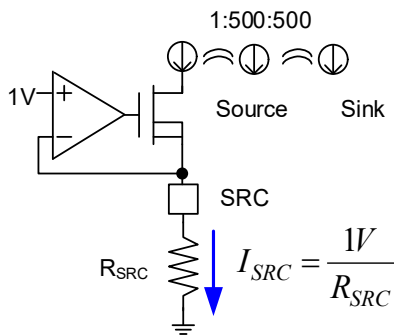 1:500:500
1V
+
−
Source Sink
SRC
R_SRC
I_SRC = 1V / R_SRC